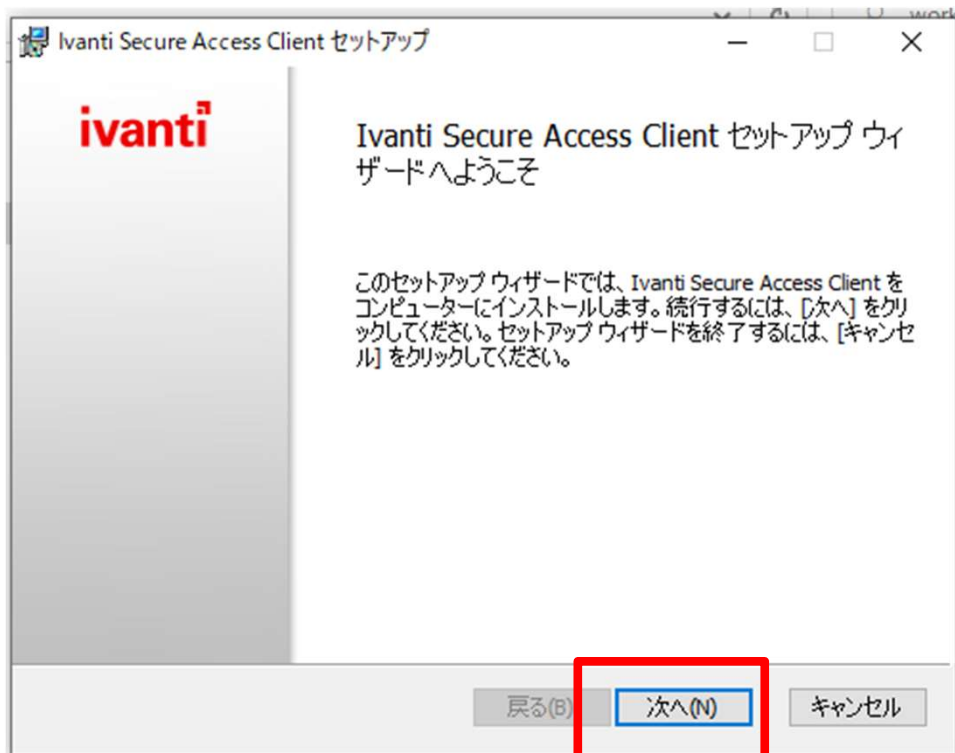 work
Ivanti Secure Access Client セットアップ
ivanti
Ivanti Secure Access Client セットアップ ウィ
ザードへようこそ
このセットアップ ウィザードでは、Ivanti Secure Access Client を
コンピューターにインストールします。続行するには、[次へ] をクリ
ックしてください。セットアップ ウィザードを終了するには、[キャンセ
ル] をクリックしてください。
戻る(B) 次へ(N) キャンセル